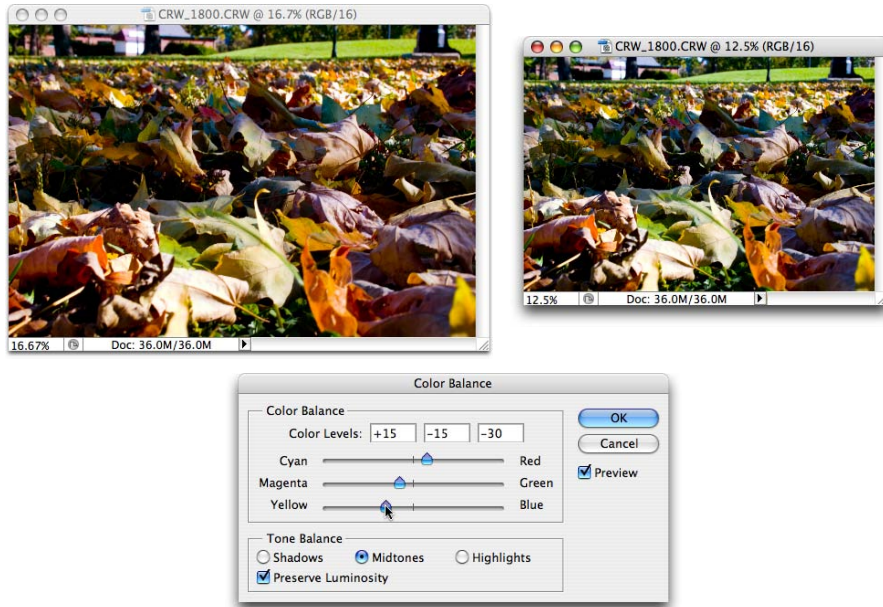 CRW_1800.CRW @ 16.7% (RGB/16)
16.67% Doc: 36.0M/36.0M
CRW_1800.CRW @ 12.5% (RGB/16)
12.5% Doc: 36.0M/36.0M
Color Balance
Color Balance
Color Levels: +15 -15 -30
Cyan Red
Magenta Green
Yellow Blue
OK
Cancel
Preview
Tone Balance
Shadows Midtones Highlights
Preserve Luminosity